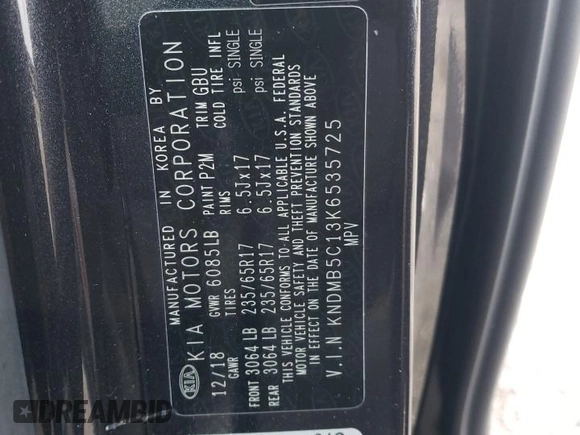 MANUFACTURED IN KOREA BY
KIA KIA MOTORS CORPORATION
12/18 GVWR 6085LB PAINT P2M TRIM GBU
GAWR TIRES RIMS COLD TIRE INFL
FRONT 3064 LB 235/65R17 6.5Jx17 psi SINGLE
REAR 3064 LB 235/65R17 6.5Jx17 psi SINGLE
THIS VEHICLE CONFORMS TO ALL APPLICABLE U.S.A. FEDERAL
MOTOR VEHICLE SAFETY AND THEFT PREVENTION STANDARDS
IN EFFECT ON THE DATE OF MANUFACTURE SHOWN ABOVE
V.I.N KNDMB5C13K6535725
MPV
DREAMBID